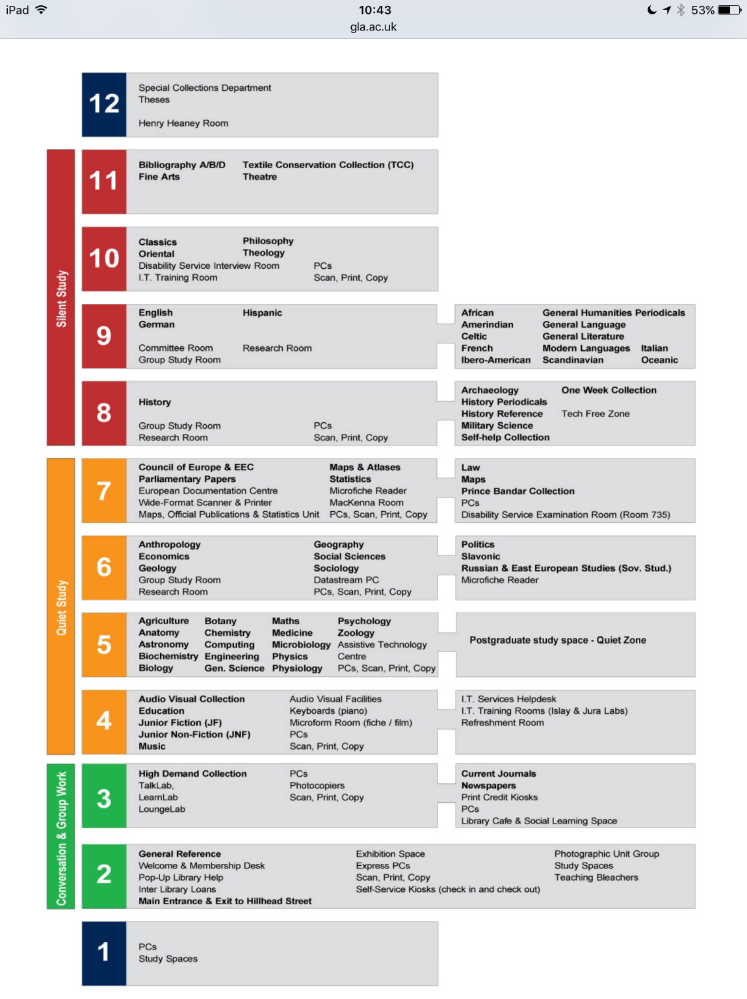 iPad 10:43 53%
gla.ac.uk
12
Special Collections Department
Theses
Henry Heaney Room
Silent Study
11
Bibliography A/B/D Textile Conservation Collection (TCC)
Fine Arts Theatre
10
Classics Philosophy
Oriental Theology
Disability Service Interview Room PCs
I.T. Training Room Scan, Print, Copy
9
English Hispanic
German
Committee Room Research Room
Group Study Room
African General Humanities Periodicals
Amerindian General Language
Celtic General Literature
French Modern Languages Italian
Ibero-American Scandinavian Oceanic
8
History
Group Study Room PCs
Research Room Scan, Print, Copy
Archaeology One Week Collection
History Periodicals
History Reference Tech Free Zone
Military Science
Self-help Collection
Quiet Study
7
Council of Europe & EEC Maps & Atlases
Parliamentary Papers Statistics
European Documentation Centre Microfiche Reader
Wide-Format Scanner & Printer MacKenna Room
Maps, Official Publications & Statistics Unit PCs, Scan, Print, Copy
Law
Maps
Prince Bandar Collection
PCs
Disability Service Examination Room (Room 735)
6
Anthropology Geography
Economics Social Sciences
Geology Sociology
Group Study Room Datastream PC
Research Room PCs, Scan, Print, Copy
Politics
Slavonic
Russian & East European Studies (Sov. Stud.)
Microfiche Reader
5
Agriculture Botany Maths Psychology
Anatomy Chemistry Medicine Zoology
Astronomy Computing Microbiology Assistive Technology
Biochemistry Engineering Physics Centre
Biology Gen. Science Physiology PCs, Scan, Print, Copy
Postgraduate study space - Quiet Zone
4
Audio Visual Collection Audio Visual Facilities
Education Keyboards (piano)
Junior Fiction (JF) Microform Room (fiche / film)
Junior Non-Fiction (JNF) PCs
Music Scan, Print, Copy
I.T. Services Helpdesk
I.T. Training Rooms (Islay & Jura Labs)
Refreshment Room
Conversation & Group Work
3
High Demand Collection PCs
TalkLab, Photocopiers
LearnLab Scan, Print, Copy
LoungeLab
Current Journals
Newspapers
Print Credit Kiosks
PCs
Library Cafe & Social Learning Space
2
General Reference Exhibition Space Photographic Unit Group
Welcome & Membership Desk Express PCs Study Spaces
Pop-Up Library Help Scan, Print, Copy Teaching Bleachers
Inter Library Loans Self-Service Kiosks (check in and check out)
Main Entrance & Exit to Hillhead Street
1
PCs
Study Spaces